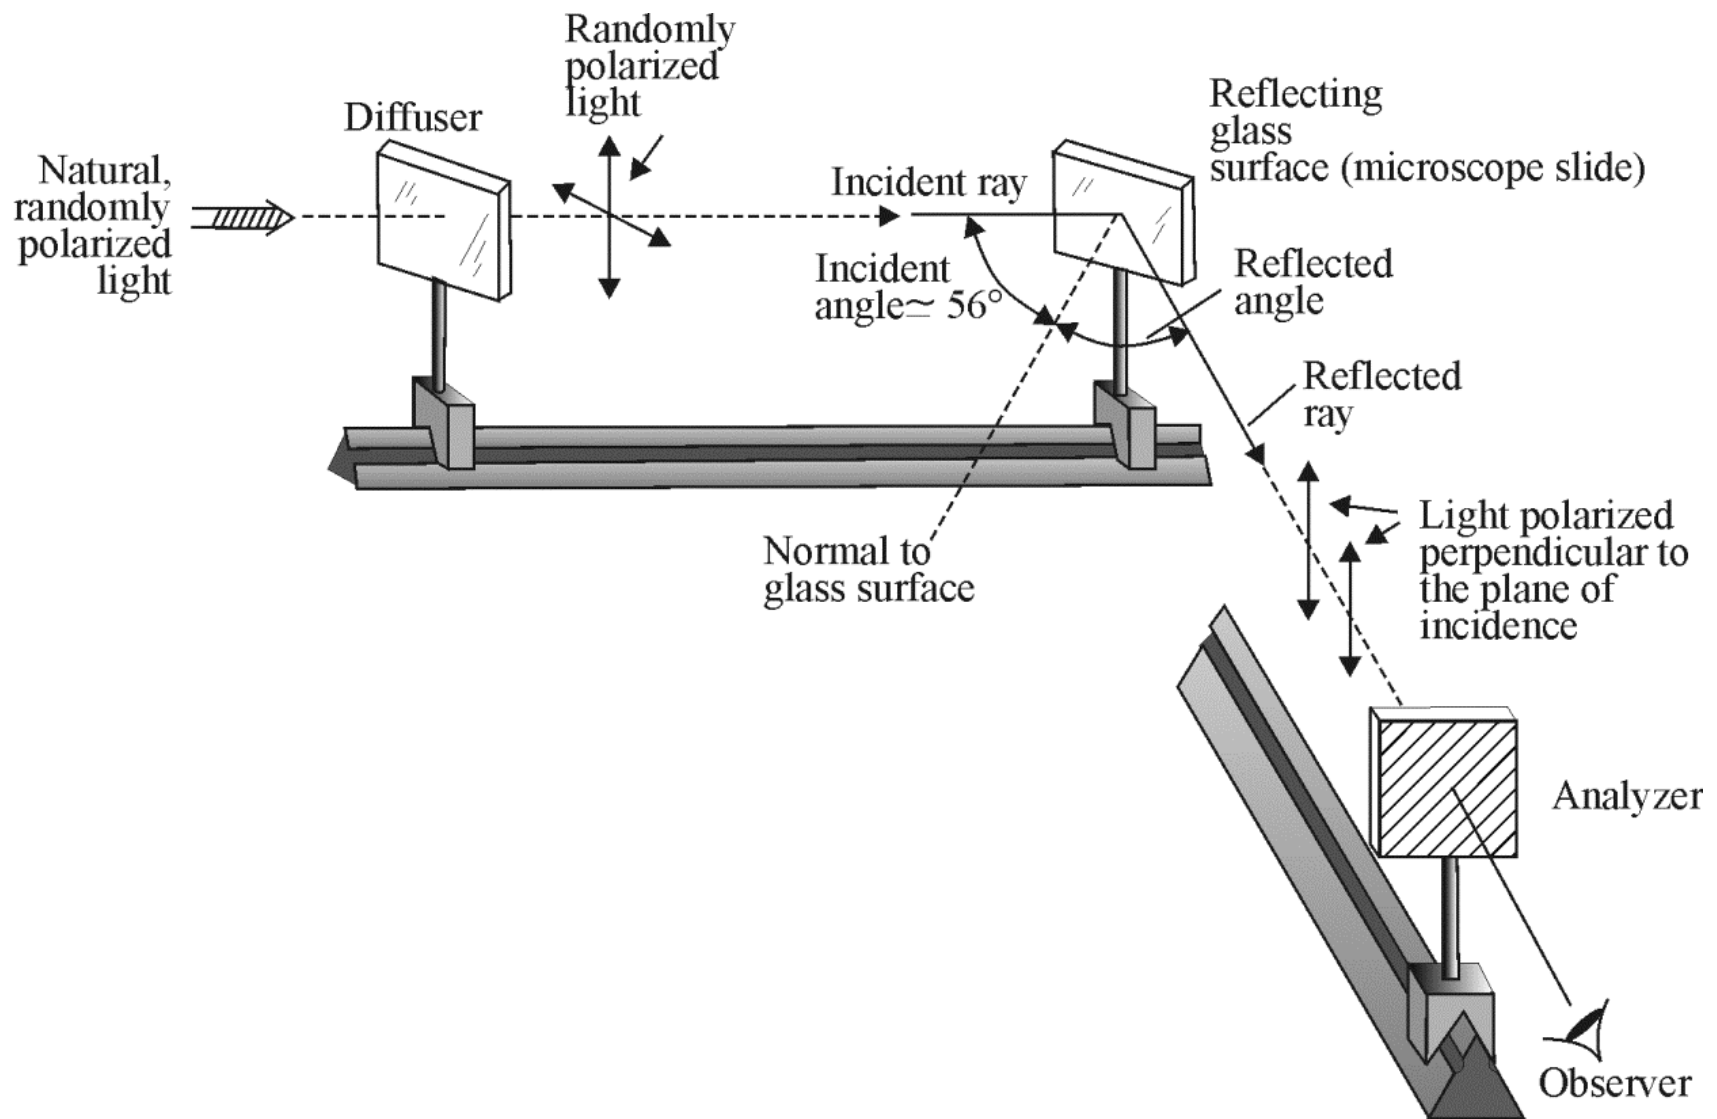 Randomly
polarized
light
Diffuser
Natural,
randomly
polarized
light
Incident ray
Reflecting
glass
surface (microscope slide)
Incident
angle≃ 56°
Reflected
angle
Reflected
ray
Normal to
glass surface
Light polarized
perpendicular to
the plane of
incidence
Analyzer
Observer